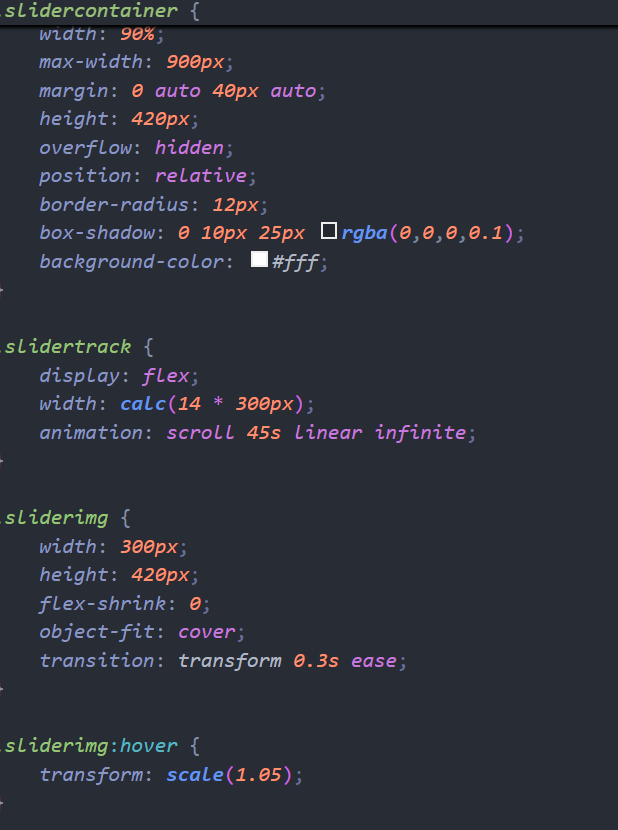 .slidercontainer {
width: 90%;
max-width: 900px;
margin: 0 auto 40px auto;
height: 420px;
overflow: hidden;
position: relative;
border-radius: 12px;
box-shadow: 0 10px 25px rgba(0,0,0,0.1);
background-color: #fff;
}
.slidertrack {
display: flex;
width: calc(14 * 300px);
animation: scroll 45s linear infinite;
}
.sliderimg {
width: 300px;
height: 420px;
flex-shrink: 0;
object-fit: cover;
transition: transform 0.3s ease;
}
.sliderimg:hover {
transform: scale(1.05);
}